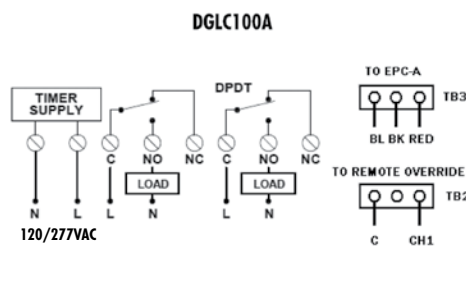 DGLC100A
TIMER
SUPPLY
DPDT
C NO NC C NO NC
LOAD LOAD
N L L N L N
120/277VAC
TO EPC-A
TB3
BL BK RED
TO REMOTE OVERRIDE
TB2
C CH1